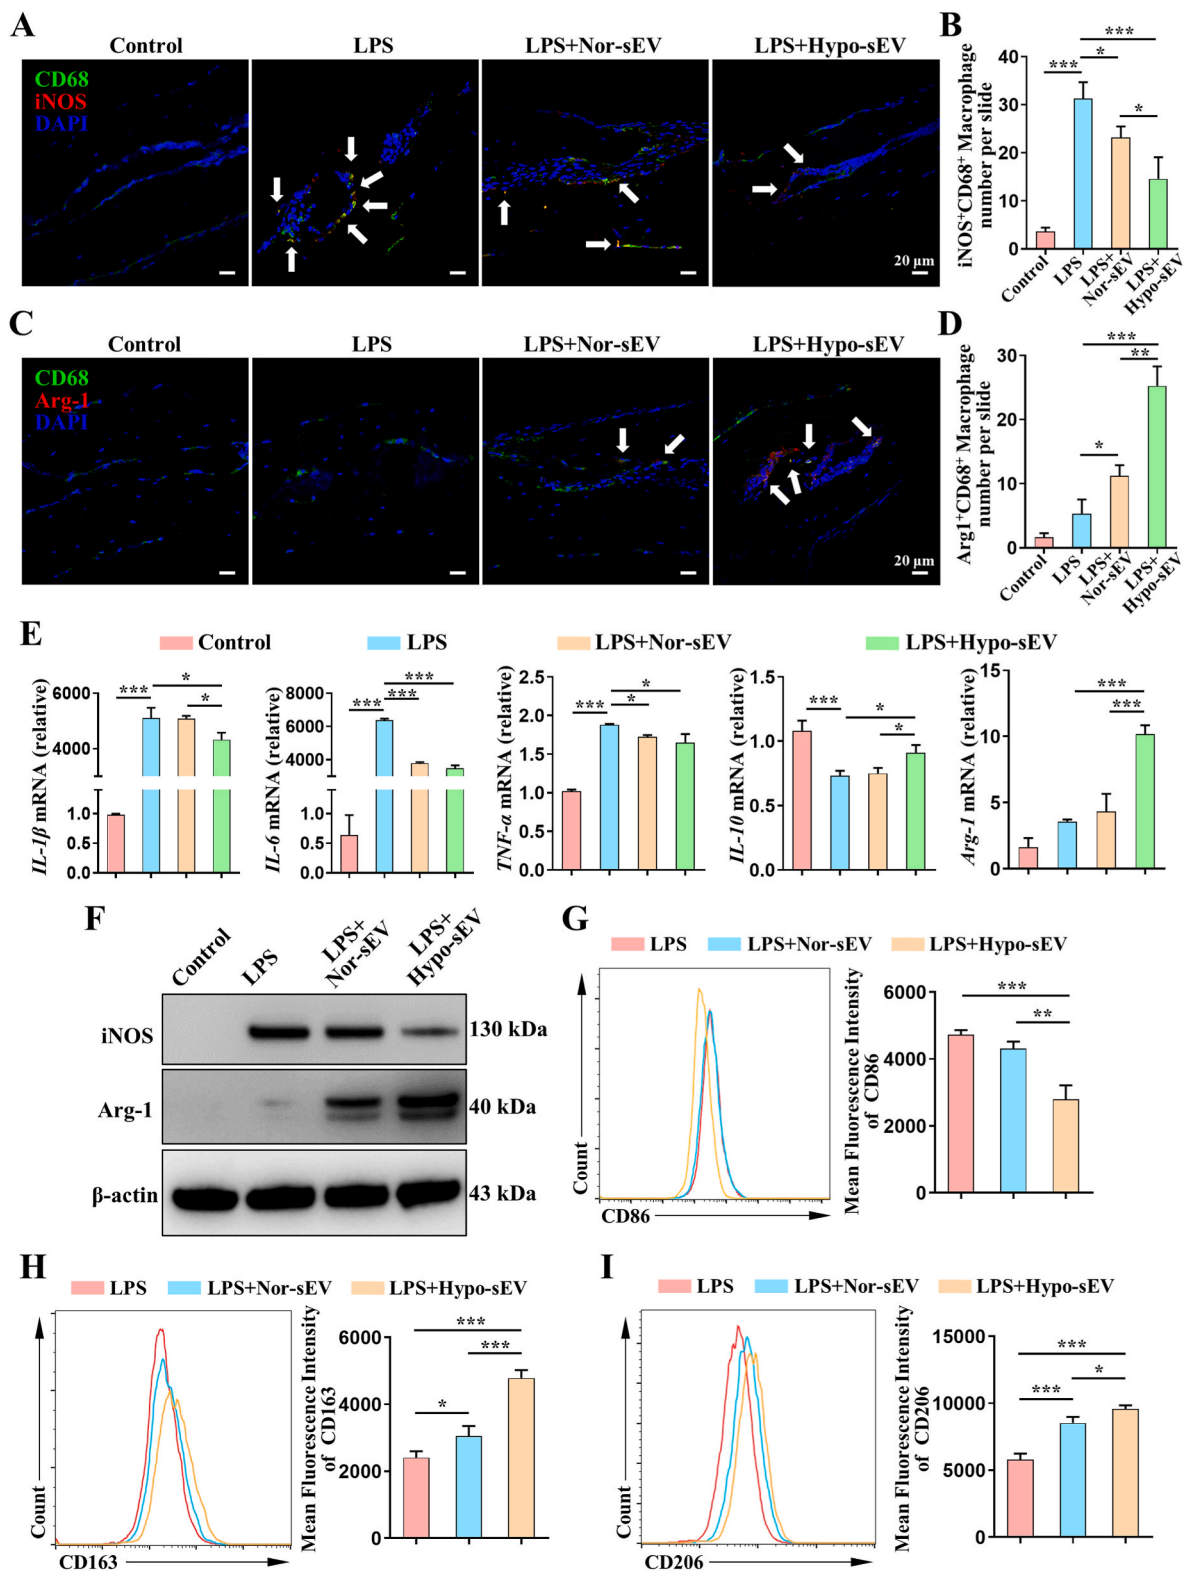 A
Control
LPS
LPS+Nor-sEV
LPS+Hypo-sEV
CD68
iNOS
DAPI
20 μm
B
iNOS⁺CD68⁺ Macrophage
number per slide
40
30
20
10
0
***
*
***
*
Control
LPS
LPS+
Nor-sEV
LPS+
Hypo-sEV
C
Control
LPS
LPS+Nor-sEV
LPS+Hypo-sEV
CD68
Arg-1
DAPI
20 μm
D
Arg1⁺CD68⁺ Macrophage
number per slide
30
20
10
0
***
**
*
Control
LPS
LPS+
Nor-sEV
LPS+
Hypo-sEV
E
Control
LPS
LPS+Nor-sEV
LPS+Hypo-sEV
IL-1β mRNA (relative)
6000
4000
1.0
0.5
0.0
***
*
*
IL-6 mRNA (relative)
8000
6000
4000
1.0
0.5
0.0
***
***
***
TNF-α mRNA (relative)
2.5
2.0
1.5
1.0
0.5
0.0
***
*
*
IL-10 mRNA (relative)
1.5
1.0
0.5
0.0
***
*
*
Arg-1 mRNA (relative)
15
10
5
0
***
***
F
Control
LPS
LPS+
Nor-sEV
LPS+
Hypo-sEV
iNOS
130 kDa
Arg-1
40 kDa
β-actin
43 kDa
G
LPS
LPS+Nor-sEV
LPS+Hypo-sEV
Count
CD86
Mean Fluorescence Intensity
of CD86
6000
4000
2000
0
***
**
H
LPS
LPS+Nor-sEV
LPS+Hypo-sEV
Count
CD163
Mean Fluorescence Intensity
of CD163
6000
4000
2000
0
***
***
*
I
LPS
LPS+Nor-sEV
LPS+Hypo-sEV
Count
CD206
Mean Fluorescence Intensity
of CD206
15000
10000
5000
0
***
*
***